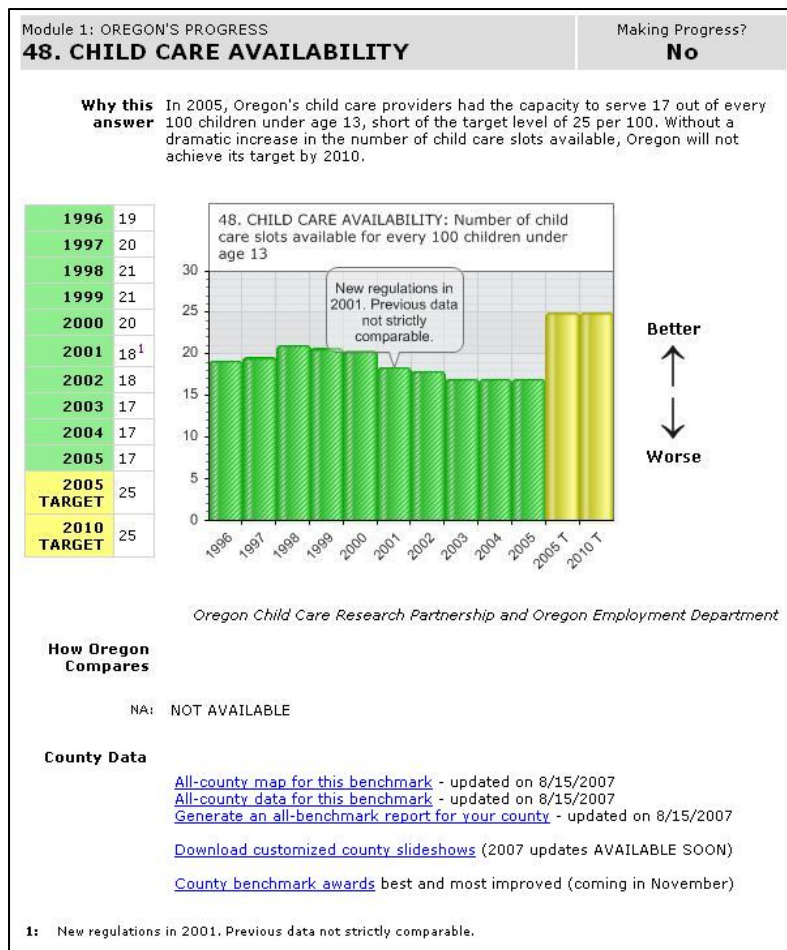 Module 1: OREGON'S PROGRESS
48. CHILD CARE AVAILABILITY
Making Progress?
No
Why this answer In 2005, Oregon's child care providers had the capacity to serve 17 out of every
100 children under age 13, short of the target level of 25 per 100. Without a
dramatic increase in the number of child care slots available, Oregon will not
achieve its target by 2010.
1996 19
1997 20
1998 21
1999 21
2000 20
2001 18¹
2002 18
2003 17
2004 17
2005 17
2005 TARGET 25
2010 TARGET 25
48. CHILD CARE AVAILABILITY: Number of child
care slots available for every 100 children under
age 13
30
25
20
15
10
5
0
New regulations in
2001. Previous data
not strictly
comparable.
1996 1997 1998 1999 2000 2001 2002 2003 2004 2005 2005 T 2010 T
Better
Worse
Oregon Child Care Research Partnership and Oregon Employment Department
How Oregon
Compares
NA: NOT AVAILABLE
County Data
All-county map for this benchmark - updated on 8/15/2007
All-county data for this benchmark - updated on 8/15/2007
Generate an all-benchmark report for your county - updated on 8/15/2007
Download customized county slideshows (2007 updates AVAILABLE SOON)
County benchmark awards best and most improved (coming in November)
1: New regulations in 2001. Previous data not strictly comparable.